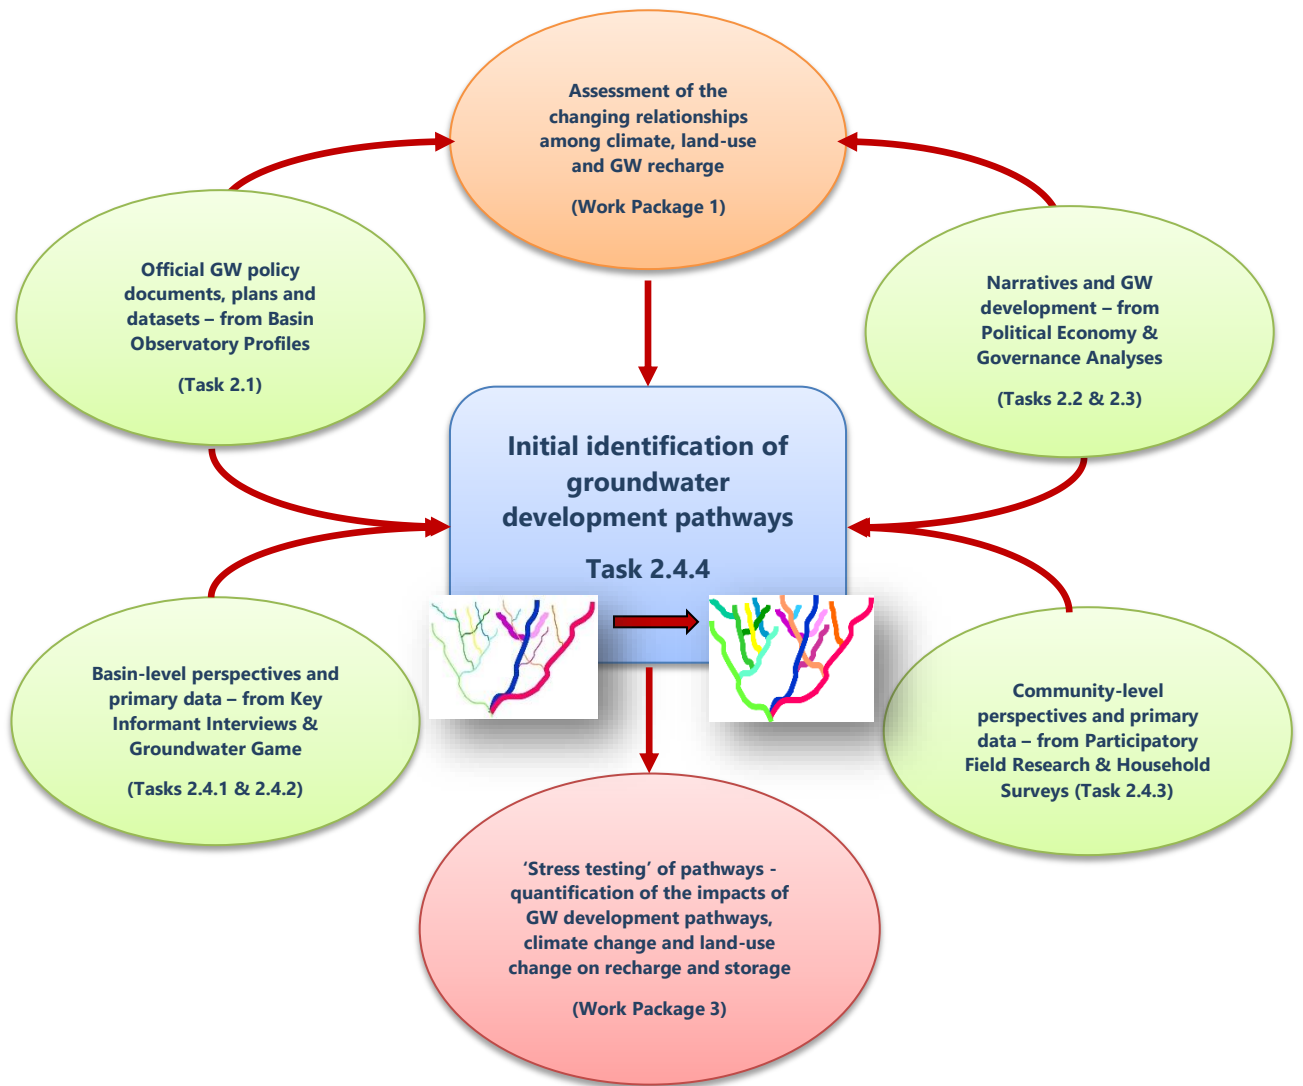 Assessment of the
changing relationships
among climate, land-use
and GW recharge
(Work Package 1)
Official GW policy
documents, plans and
datasets – from Basin
Observatory Profiles
(Task 2.1)
Narratives and GW
development – from
Political Economy &
Governance Analyses
(Tasks 2.2 & 2.3)
Initial identification of
groundwater
development pathways
Task 2.4.4
Basin-level perspectives and
primary data – from Key
Informant Interviews &
Groundwater Game
(Tasks 2.4.1 & 2.4.2)
Community-level
perspectives and primary
data – from Participatory
Field Research & Household
Surveys (Task 2.4.3)
‘Stress testing’ of pathways -
quantification of the impacts of
GW development pathways,
climate change and land-use
change on recharge and storage
(Work Package 3)